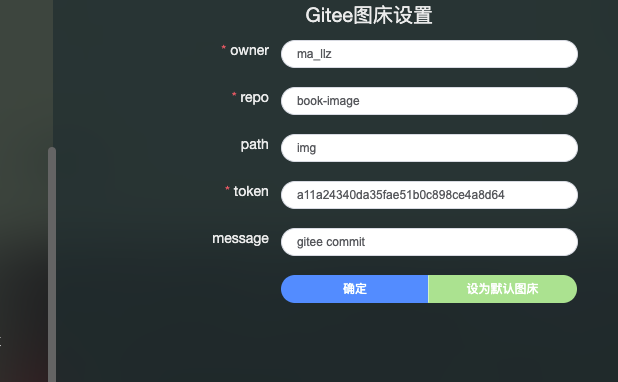 Gitee图床设置
* owner
ma_llz
* repo
book-image
path
img
* token
a11a24340da35fae51b0c898ce4a8d64
message
gitee commit
确定
设为默认图床